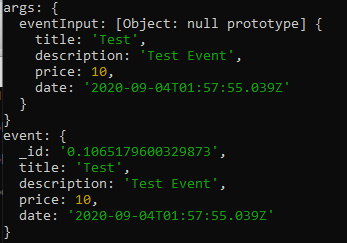 args: {
  eventInput: [Object: null prototype] {
    title: 'Test',
    description: 'Test Event',
    price: 10,
    date: '2020-09-04T01:57:55.039Z'
  }
}
event: {
  _id: '0.1065179600329873',
  title: 'Test',
  description: 'Test Event',
  price: 10,
  date: '2020-09-04T01:57:55.039Z'
}